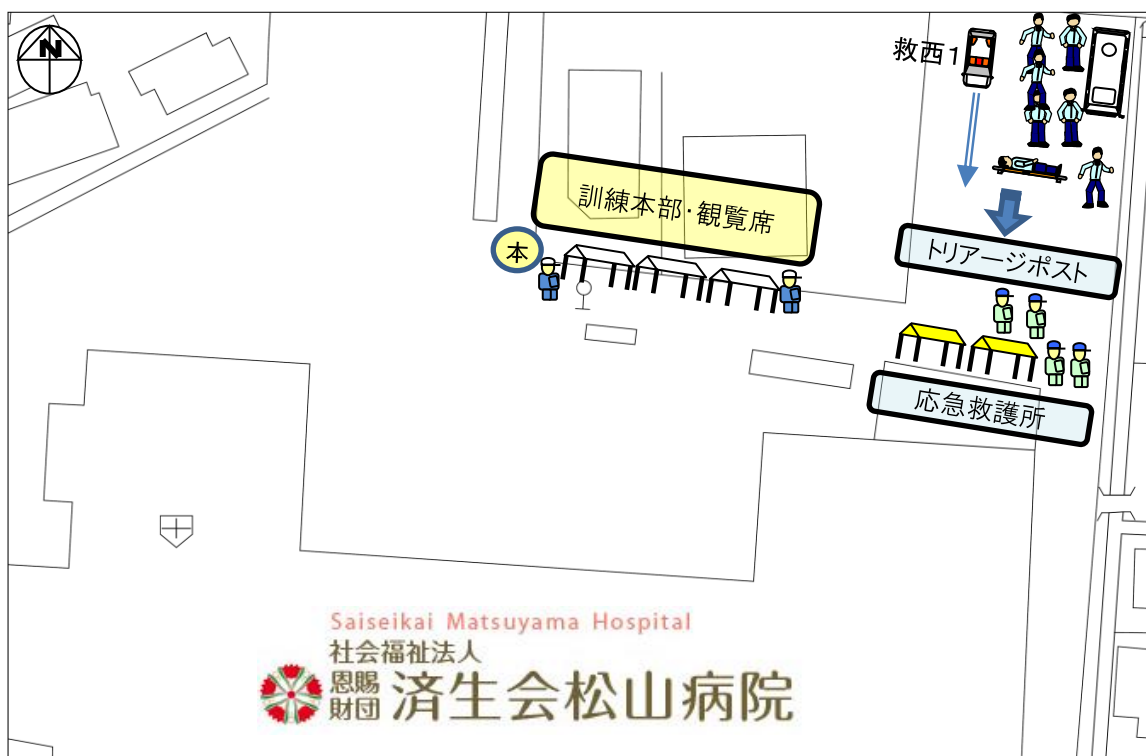 N
救西1
訓練本部・観覧席
本
トリアージポスト
応急救護所
Saiseikai Matsuyama Hospital
社会福祉法人
恩賜
財団
済生会松山病院